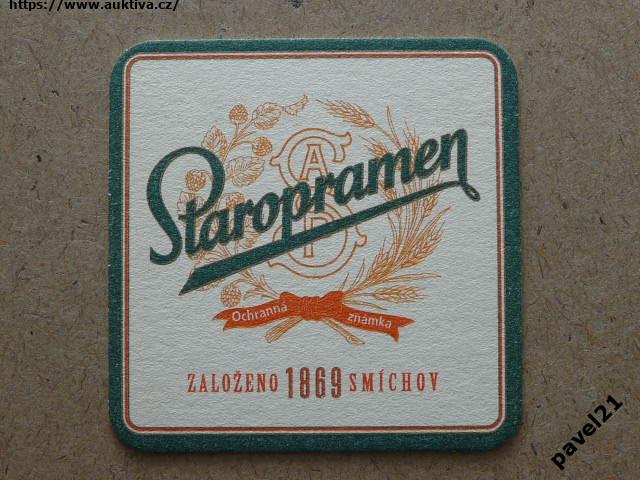 https://www.auktiva.cz/
Staropramen
Ochranná známka
ZALOŽENO 1869 SMÍCHOV
pavel21